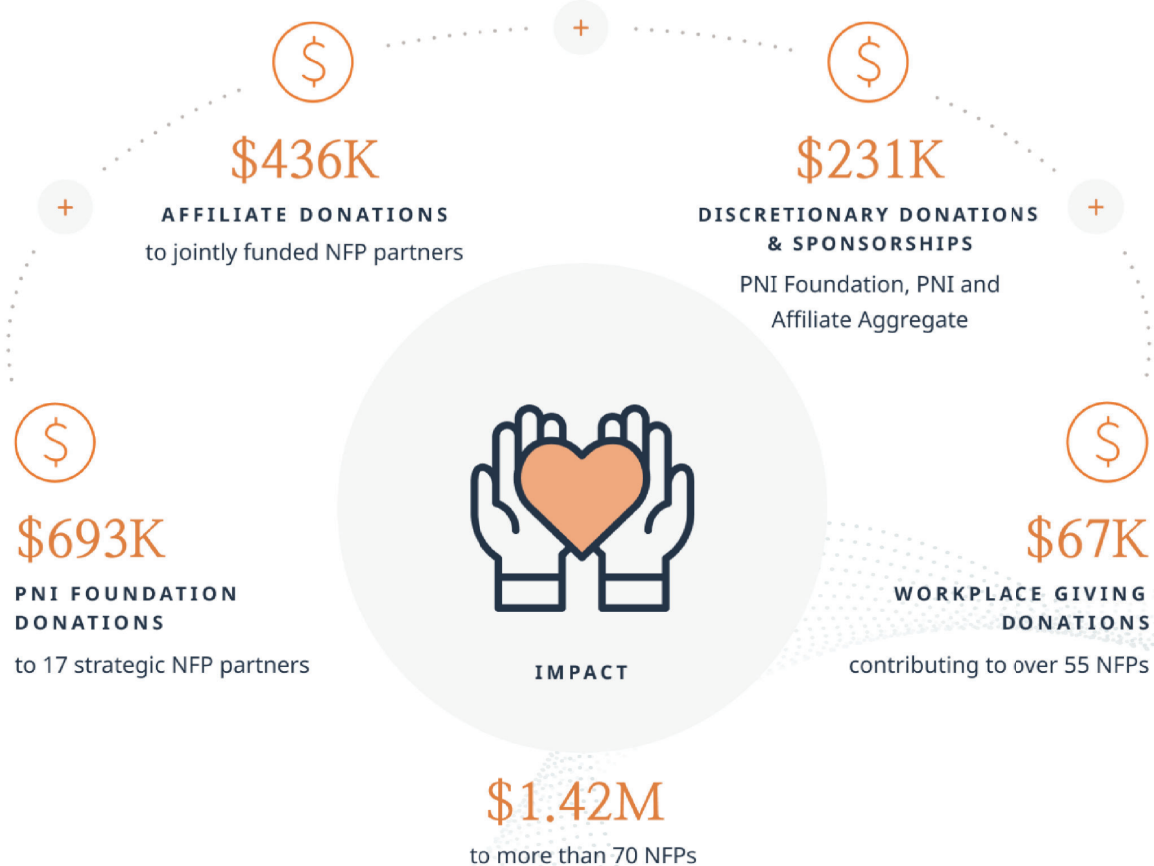 +
$
$
$436K
$231K
+
+
AFFILIATE DONATIONS
to jointly funded NFP partners
DISCRETIONARY DONATIONS
& SPONSORSHIPS
PNI Foundation, PNI and
Affiliate Aggregate
$
$
$693K
PNI FOUNDATION
DONATIONS
to 17 strategic NFP partners
$67K
WORKPLACE GIVING
DONATIONS
contributing to over 55 NFPs
IMPACT
$1.42M
to more than 70 NFPs